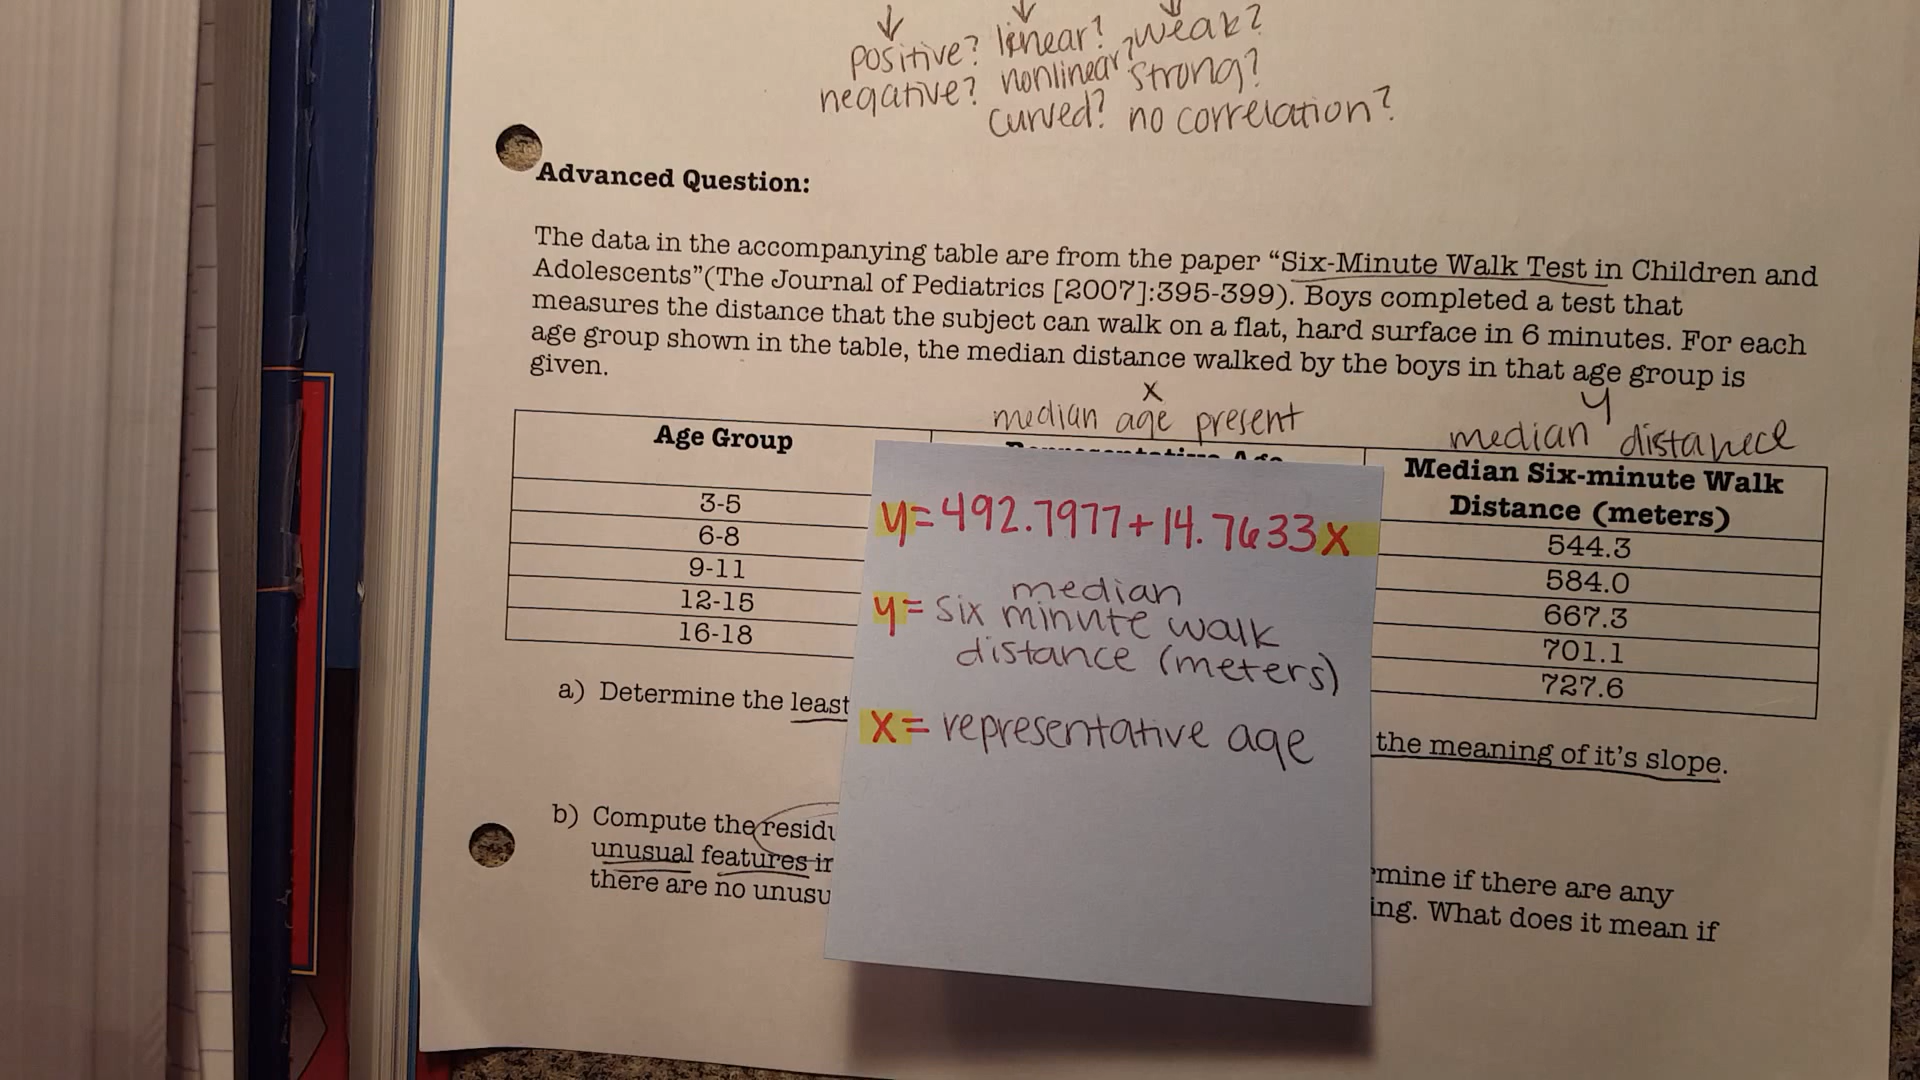 positive? linear? weak?
negative? nonlinear? strong?
curved? no correlation?
Advanced Question:
The data in the accompanying table are from the paper “Six-Minute Walk Test in Children and
Adolescents”(The Journal of Pediatrics [2007]:395-399). Boys completed a test that
measures the distance that the subject can walk on a flat, hard surface in 6 minutes. For each
age group shown in the table, the median distance walked by the boys in that age group is
given.
x
y
median age present
median distanece
Age Group
Median Six-minute Walk
Distance (meters)
3-5
544.3
6-8
584.0
9-11
667.3
12-15
701.1
16-18
727.6
y=492.7977+14.7633x
median
y= six minute walk
distance (meters)
x= representative age
a) Determine the least
the meaning of it’s slope.
b) Compute the
unusual features
there are no
if there are any
What does it mean if